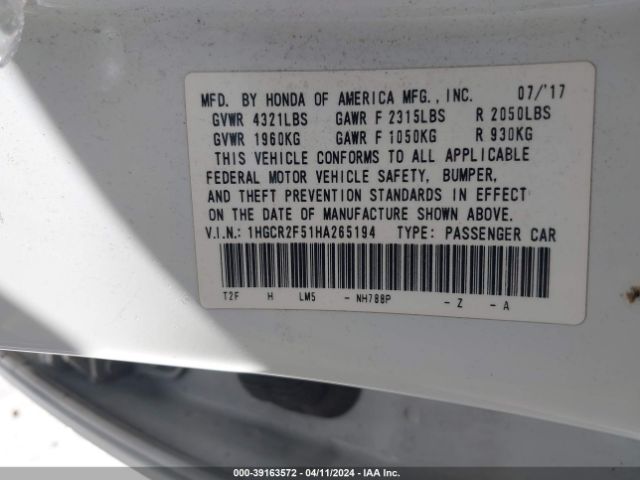 MFD. BY HONDA OF AMERICA MFG., INC. 07/'17
GVWR 4321LBS GAWR F 2315LBS R 2050LBS
GVWR 1960KG GAWR F 1050KG R 930KG
THIS VEHICLE CONFORMS TO ALL APPLICABLE
FEDERAL MOTOR VEHICLE SAFETY, BUMPER,
AND THEFT PREVENTION STANDARDS IN EFFECT
ON THE DATE OF MANUFACTURE SHOWN ABOVE.
V.I.N.: 1HGCR2F51HA265194 TYPE: PASSENGER CAR
T2F H LM5 - NH788P - Z - A
000-39163572 - 04/11/2024 - IAA Inc.